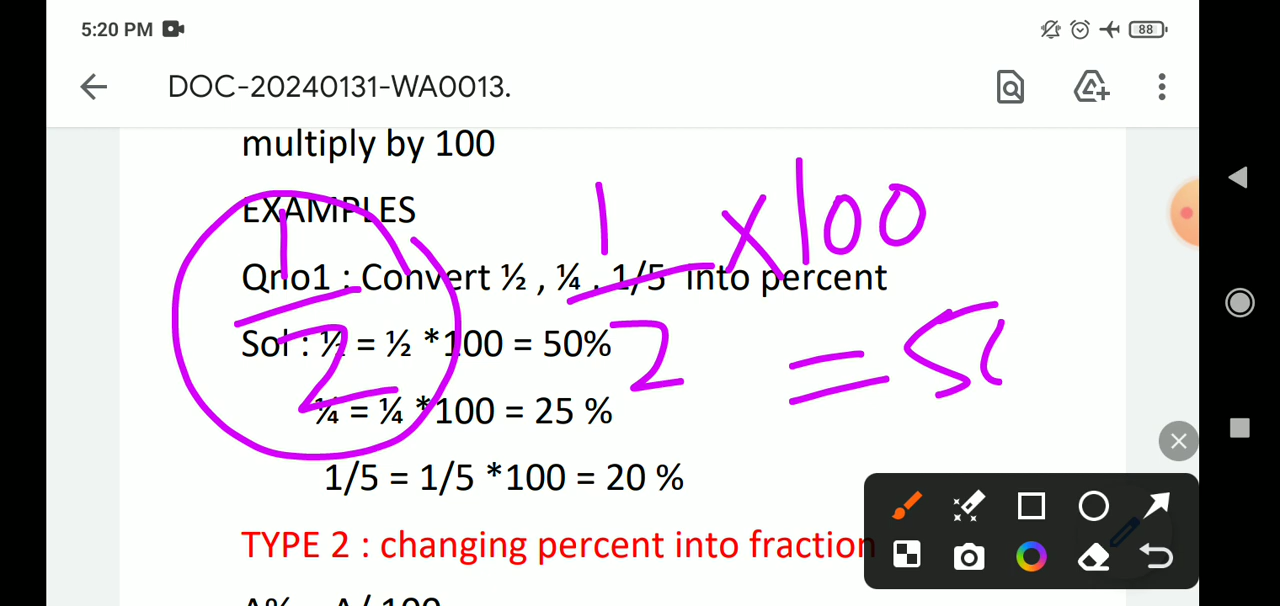 5:20 PM
88
DOC-20240131-WA0013.
multiply by 100
EXAMPLES
Qno1 : Convert ½ , ¼ , 1/5 into percent
Sol : ½ = ½ *100 = 50%
¼ = ¼ *100 = 25 %
1/5 = 1/5 *100 = 20 %
TYPE 2 : changing percent into fraction
1/2
1/2 ×100
= 5